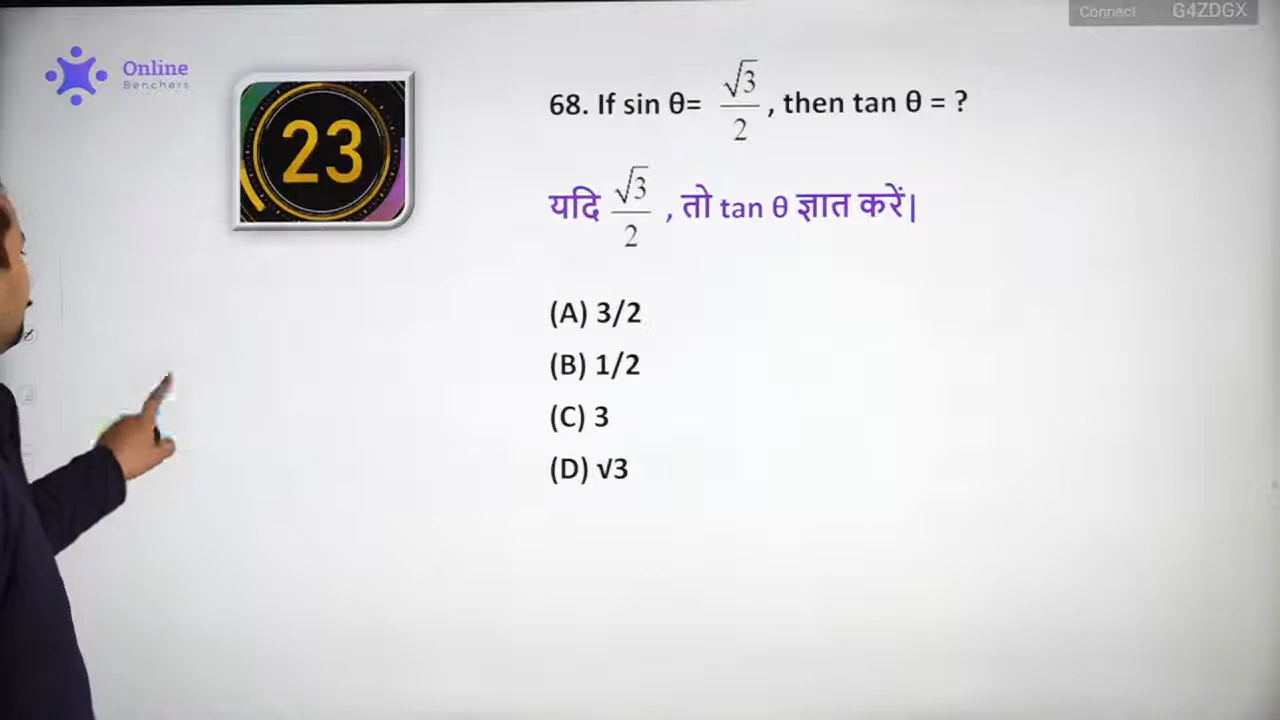 Connect G4ZDGX
Online
Benchers
23
68. If sin θ= √3/2 , then tan θ = ?
यदि √3/2 , तो tan θ ज्ञात करें|
(A) 3/2
(B) 1/2
(C) 3
(D) √3